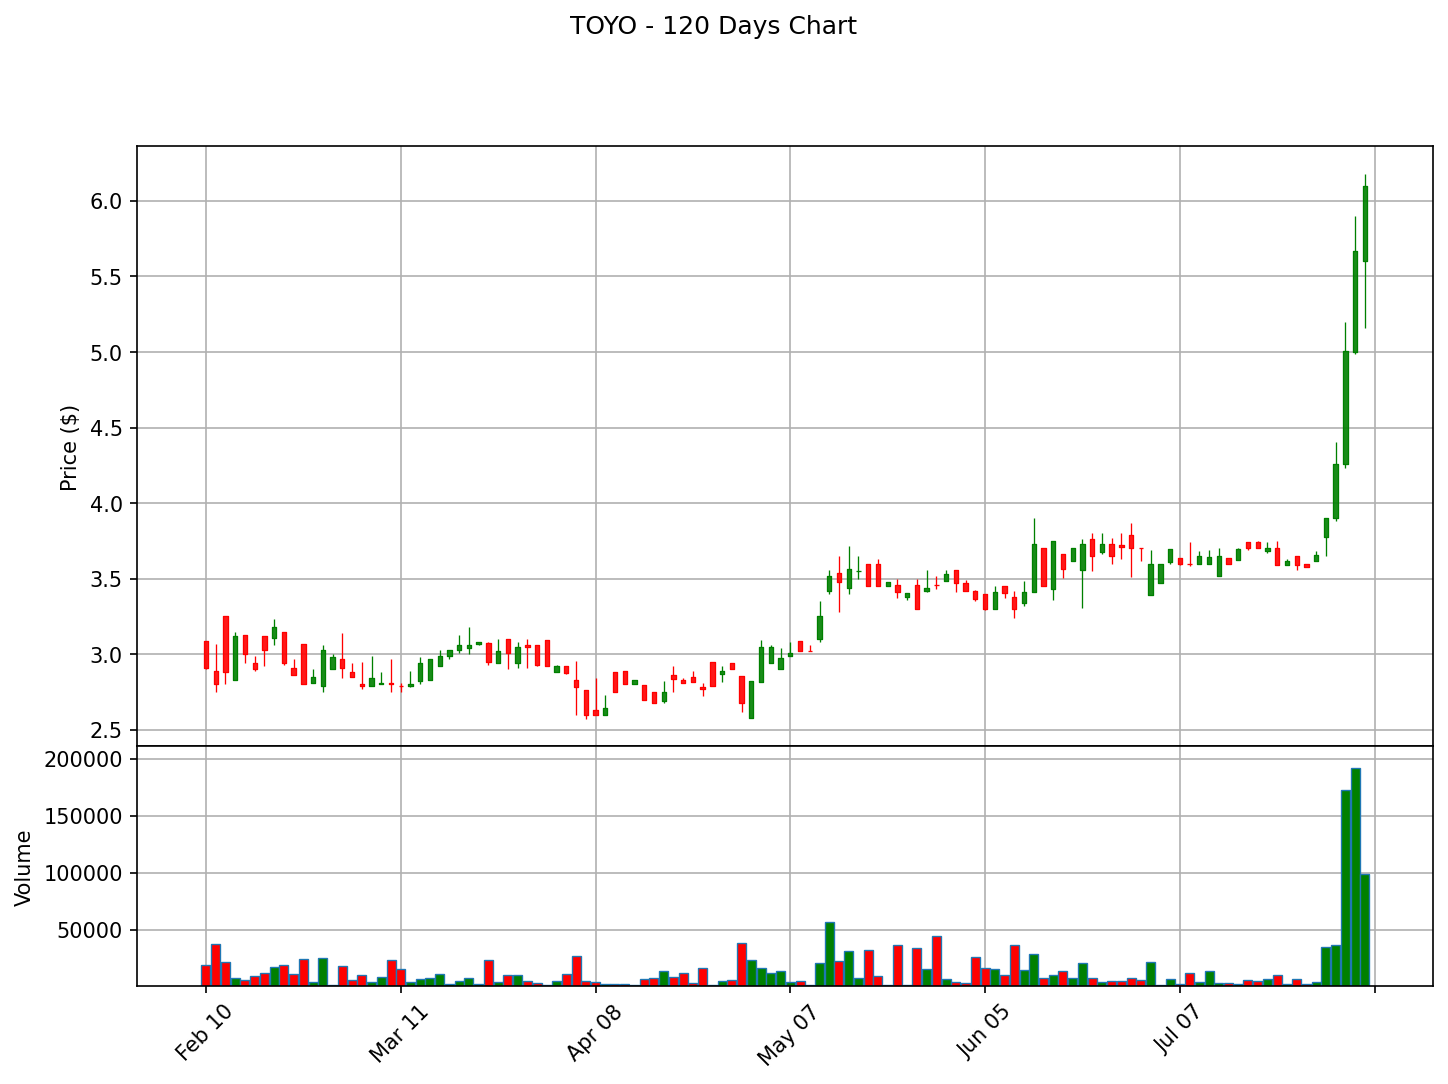 TOYO - 120 Days Chart
Price ($)
6.0
5.5
5.0
4.5
4.0
3.5
3.0
2.5
Volume
200000
150000
100000
50000
Feb 10
Mar 11
Apr 08
May 07
Jun 05
Jul 07